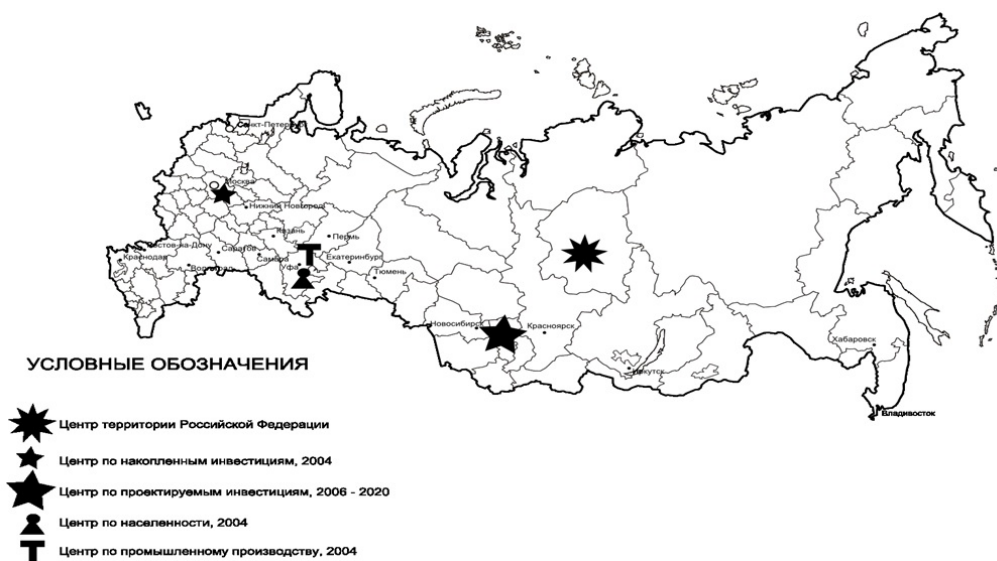 Санкт-Петербург
Москва
Нижний Новгород
Казань
Пермь
Ростов-на-Дону
Саратов
Краснодар
Самара
Екатеринбург
Уфа
Волгоград
Тюмень
Новосибирск
Красноярск
Хабаровск
Иркутск
Владивосток
УСЛОВНЫЕ ОБОЗНАЧЕНИЯ
Центр территории Российской Федерации
Центр по накопленным инвестициям, 2004
Центр по проектируемым инвестициям, 2006 - 2020
Центр по населенности, 2004
Центр по промышленному производству, 2004